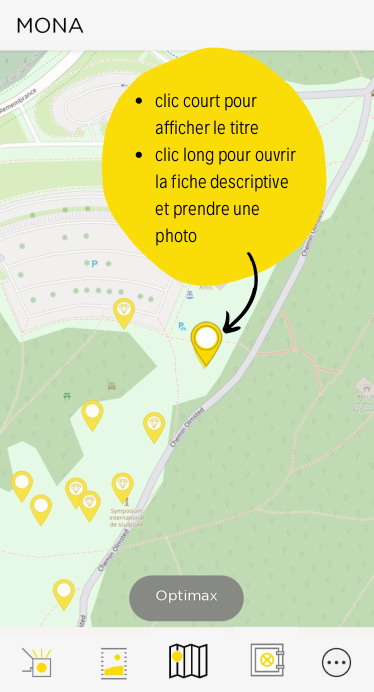 MONA
Remembrance
• clic court pour
afficher le titre
• clic long pour ouvrir
la fiche descriptive
et prendre une
photo
Chemin Olmsted
P
P
Chemin Olmsted
Symposium
international
de sculpture
Chemin Olmsted
Optimax